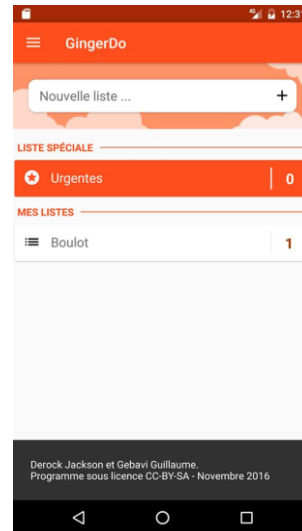 12:31
GingerDo
Nouvelle liste ...
+
LISTE SPÉCIALE
Urgentes 0
MES LISTES
Boulot 1
Derock Jackson et Gebavi Guillaume.
Programme sous licence CC-BY-SA - Novembre 2016